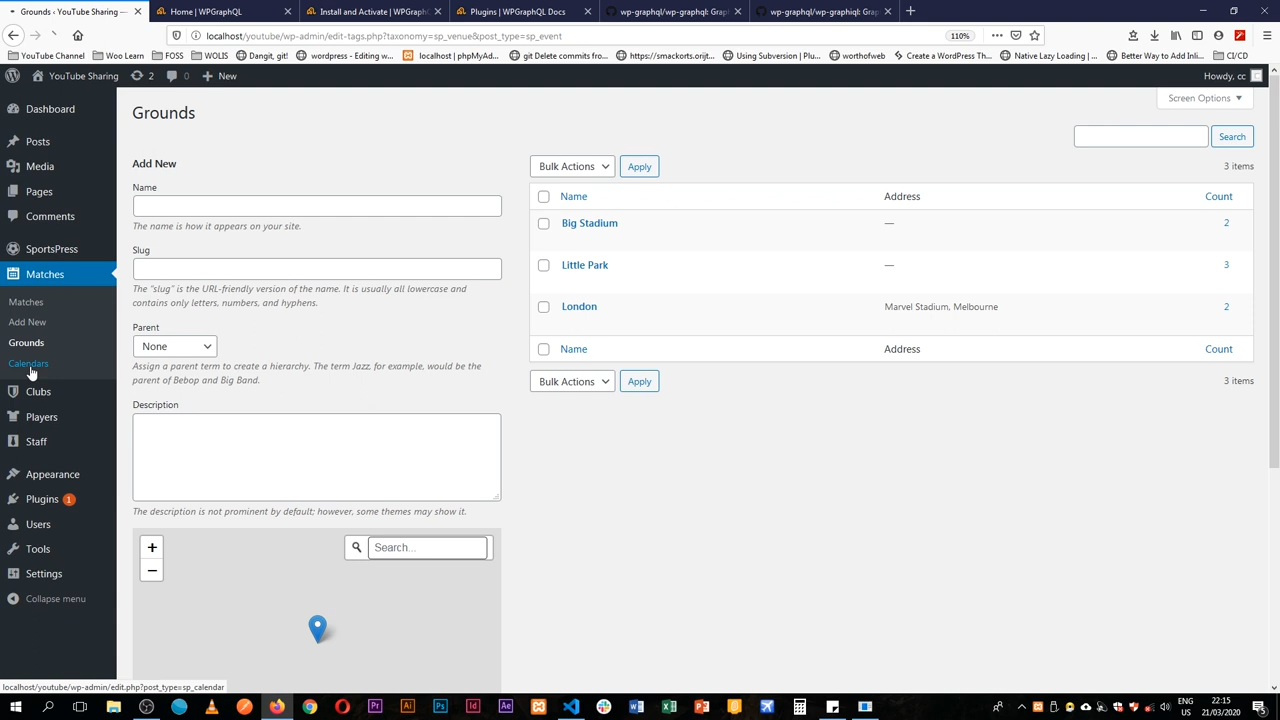 Grounds ‹ YouTube Sharing — W
Home | WPGraphQL
Install and Activate | WPGraphQL
Plugins | WPGraphQL Docs
wp-graphql/wp-graphql: GraphQL
wp-graphql/wp-graphiql: Graph
localhost/youtube/wp-admin/edit-tags.php?taxonomy=sp_venue&post_type=sp_event
110%
YouTube Channel
Woo Learn
FOSS
WOLIS
Dangit, git!
wordpress - Editing w...
localhost | phpMyAd...
git Delete commits fro...
https://smackorts.orijt...
Using Subversion | Plu...
worthofweb
Create a WordPress Th...
Native Lazy Loading | ...
Better Way to Add Inli...
CI/CD
YouTube Sharing
2
0
New
Howdy, cc
Dashboard
Posts
Media
Pages
Comments
SportsPress
Matches
Matches
Add New
Grounds
Calendars
Clubs
Players
Staff
Appearance
Plugins 1
Users
Tools
Settings
Collapse menu
Grounds
Screen Options
Search
Add New
Name
The name is how it appears on your site.
Slug
The “slug” is the URL-friendly version of the name. It is usually all lowercase and
contains only letters, numbers, and hyphens.
Parent
None
Assign a parent term to create a hierarchy. The term Jazz, for example, would be the
parent of Bebop and Big Band.
Description
The description is not prominent by default; however, some themes may show it.
+
−
Search...
Bulk Actions
Apply
3 items
Name Address Count
Big Stadium — 2
Little Park — 3
London Marvel Stadium, Melbourne 2
Name Address Count
Bulk Actions
Apply
3 items
localhost/youtube/wp-admin/edit.php?post_type=sp_calendar
ENG
US
22:15
21/03/2020